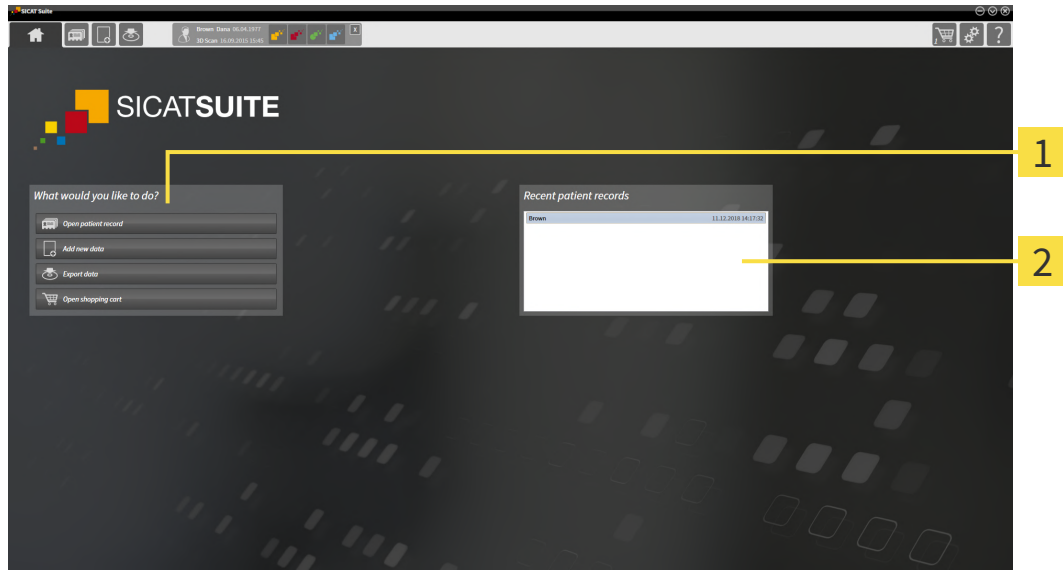 SICAT Suite
Brown Dana 06.04.1977
3D Scan 16.09.2015 15:45
X
1
?
SICATSUITE
1
What would you like to do?
Open patient record
Add new data
Export data
Open shopping cart
Recent patient records
Brown 11.12.2018 14:17:32
2